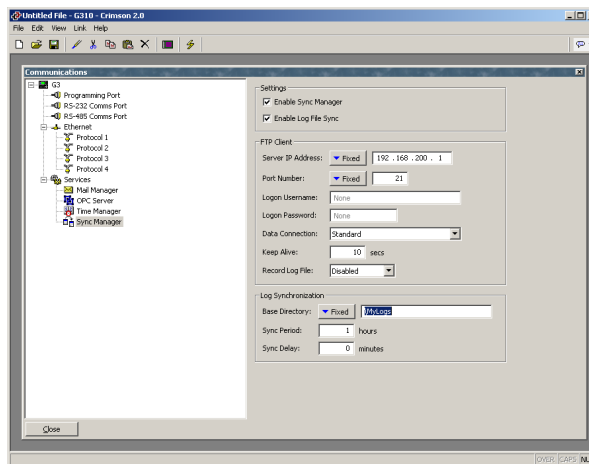 Untitled File - G310 - Crimson 2.0
File Edit View Link Help
Communications
G3
Programming Port
RS-232 Comms Port
RS-485 Comms Port
Ethernet
Protocol 1
Protocol 2
Protocol 3
Protocol 4
Services
Mail Manager
OPC Server
Time Manager
Sync Manager
Settings
Enable Sync Manager
Enable Log File Sync
FTP Client
Server IP Address: Fixed 192 . 168 . 200 . 1
Port Number: Fixed 21
Logon Username: None
Logon Password: None
Data Connection: Standard
Keep Alive: 10 secs
Record Log File: Disabled
Log Synchronization
Base Directory: Fixed \MyLogs
Sync Period: 1 hours
Sync Delay: 0 minutes
Close
OVER CAPS